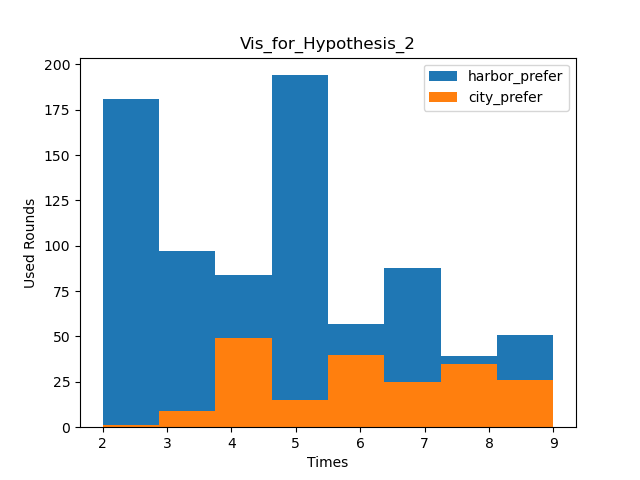 Vis_for_Hypothesis_2
harbor_prefer
city_prefer
Used Rounds
200
175
150
125
100
75
50
25
0
2 3 4 5 6 7 8 9
Times